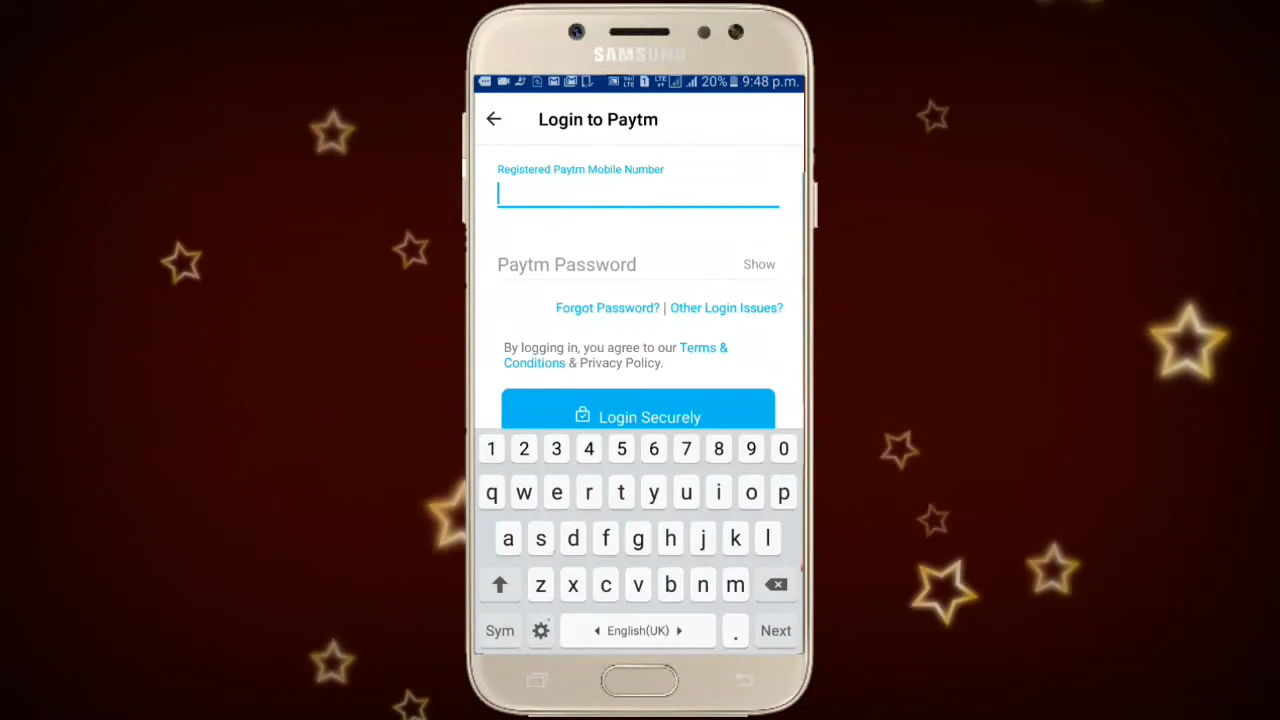 SAMSUNG
20% 9:48 p.m.
Login to Paytm
Registered Paytm Mobile Number
Paytm Password Show
Forgot Password? | Other Login Issues?
By logging in, you agree to our Terms &
Conditions & Privacy Policy.
Login Securely
1 2 3 4 5 6 7 8 9 0
q w e r t y u i o p
a s d f g h j k l
z x c v b n m
Sym English(UK) . Next